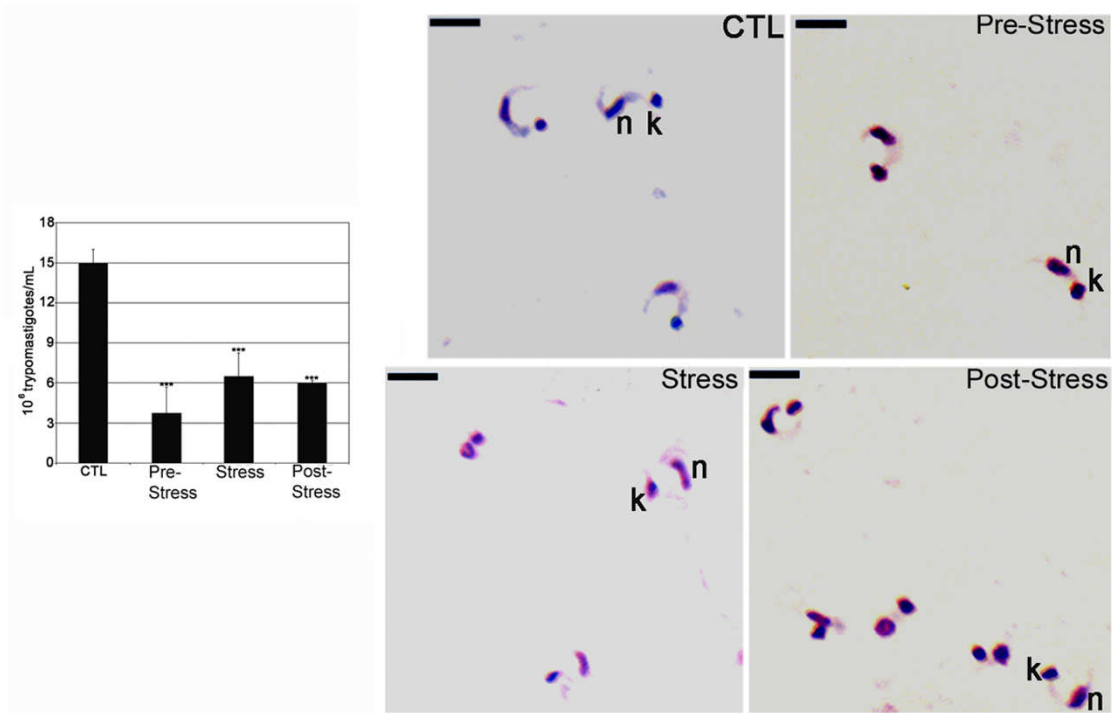 18
15
12
9
6
3
0
10⁶ trypomastigotes/mL
***
***
***
CTL
Pre-
Stress
Stress
Post-
Stress
CTL
n k
Pre-Stress
n
k
Stress
n
k
Post-Stress
k
n